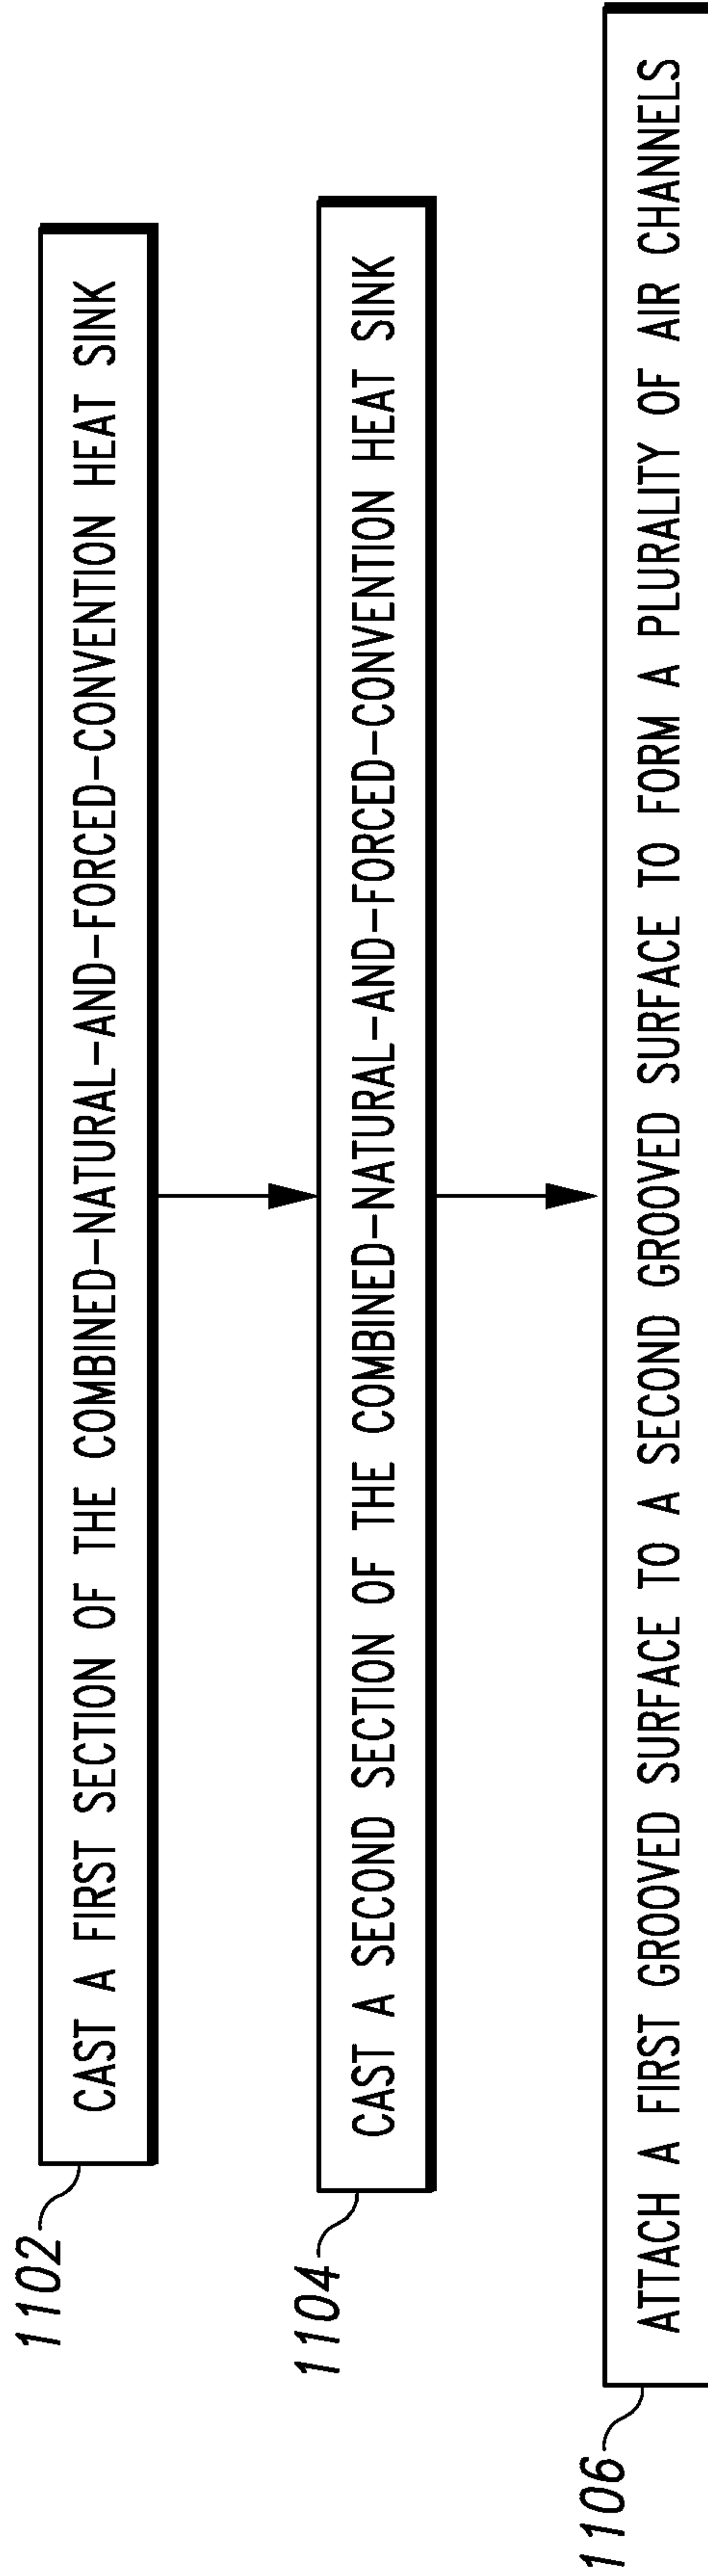 1102
CAST A FIRST SECTION OF THE COMBINED-NATURAL-AND-FORCED-CONVENTION HEAT SINK
1104
CAST A SECOND SECTION OF THE COMBINED-NATURAL-AND-FORCED-CONVENTION HEAT SINK
1106
ATTACH A FIRST GROOVED SURFACE TO A SECOND GROOVED SURFACE TO FORM A PLURALITY OF AIR CHANNELS